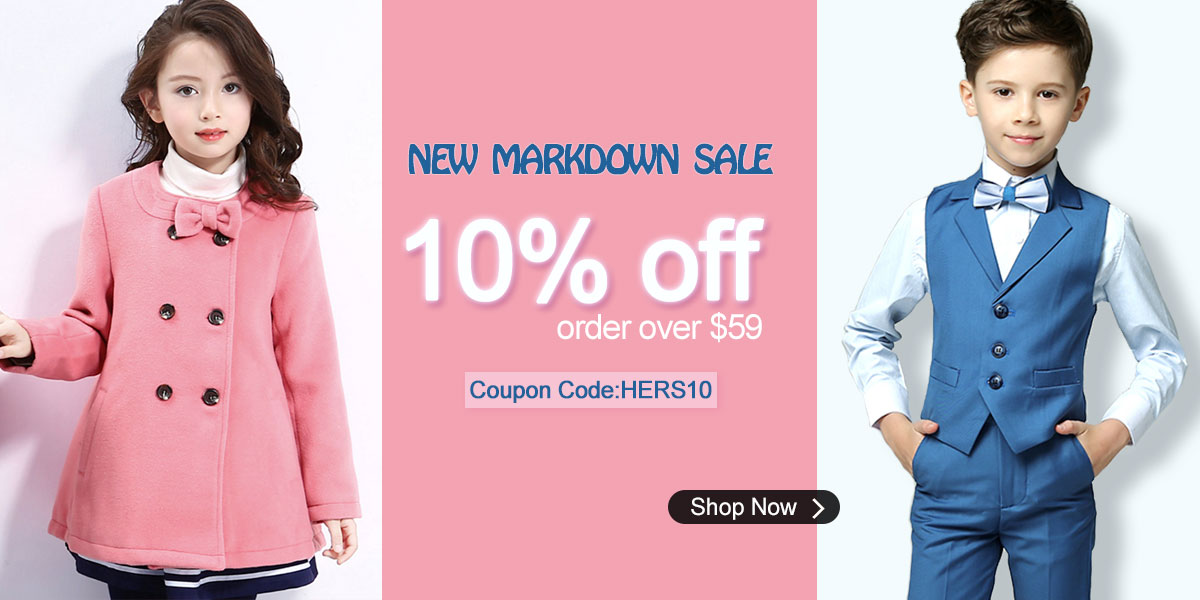 NEW MARKDOWN SALE
10% off
order over $59
Coupon Code:HERS10
Shop Now